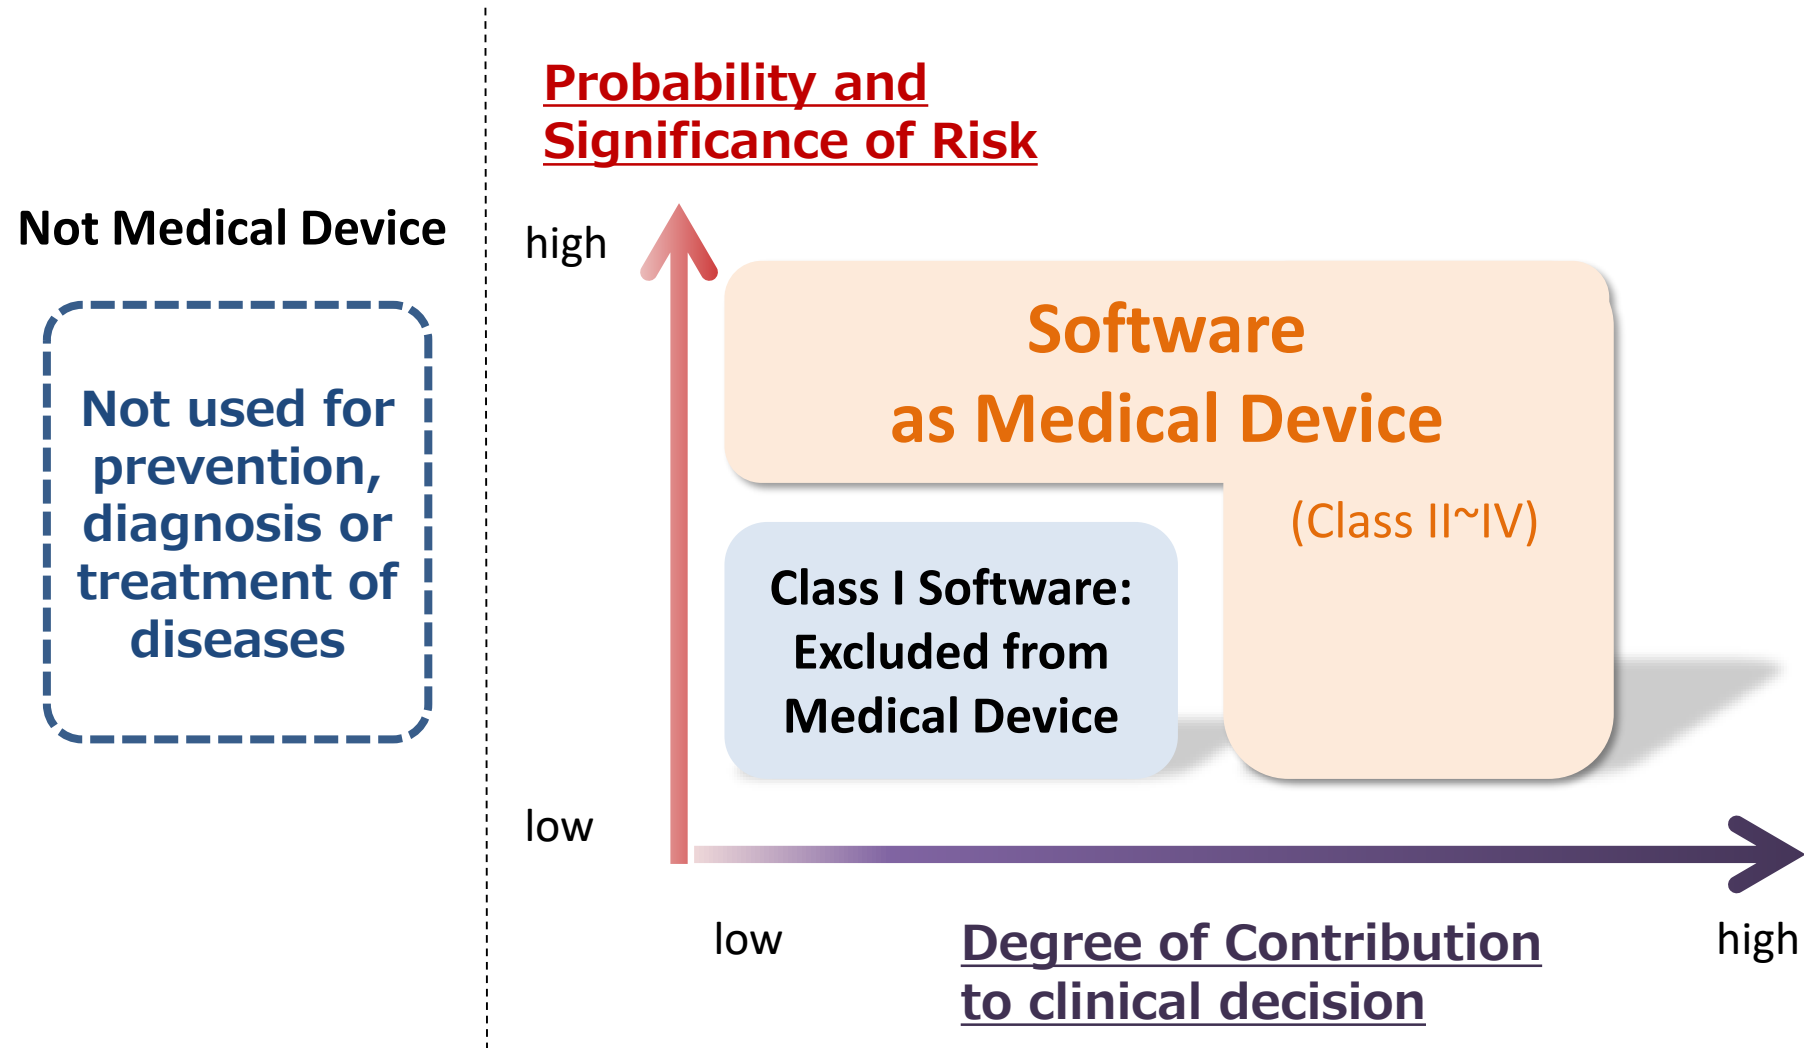 Not Medical Device
Not used for
prevention,
diagnosis or
treatment of
diseases
Probability and
Significance of Risk
high
Software
as Medical Device
(Class II~IV)
Class I Software:
Excluded from
Medical Device
low
low
Degree of Contribution
to clinical decision
high